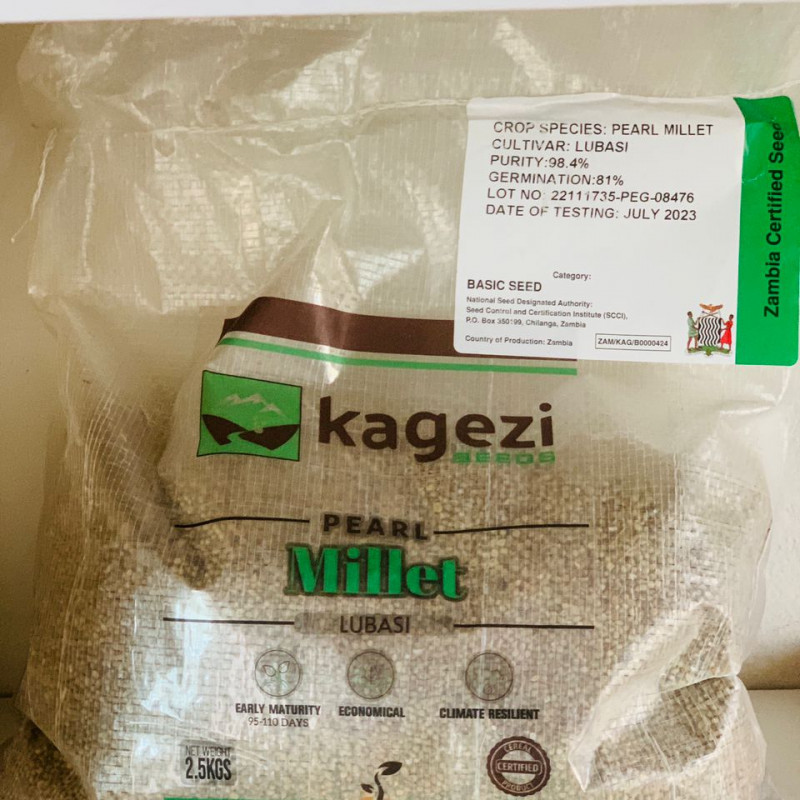 CROP SPECIES: PEARL MILLET
CULTIVAR: LUBASI
PURITY:98.4%
GERMINATION:81%
LOT NO: 22111735-PEG-08476
DATE OF TESTING: JULY 2023
Category:
BASIC SEED
National Seed Designated Authority:
Seed Control and Certification Institute (SCCI),
P.O. Box 350199, Chilanga, Zambia
Country of Production: Zambia
ZAM/KAG/B0000424
Zambia Certified Seed
kagezi
SEEDS
PEARL
Millet
LUBASI
EARLY MATURITY
95-110 DAYS
ECONOMICAL
CLIMATE RESILIENT
NET WEIGHT
2.5KGS
CEREAL
CERTIFIED
PRODUCT